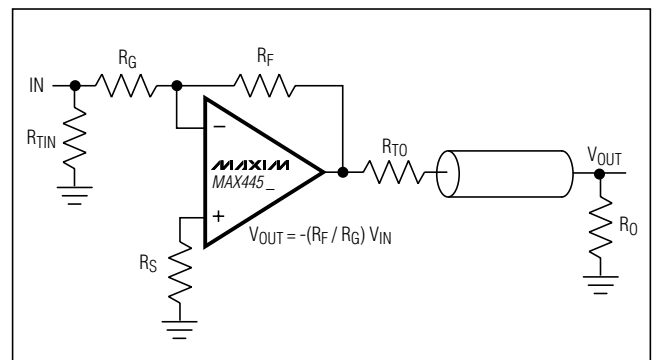 RG
RF
IN
RTIN
−
MAXIM
MAX445_
+
RS
RTO
VOUT
RO
VOUT = -(RF / RG) VIN